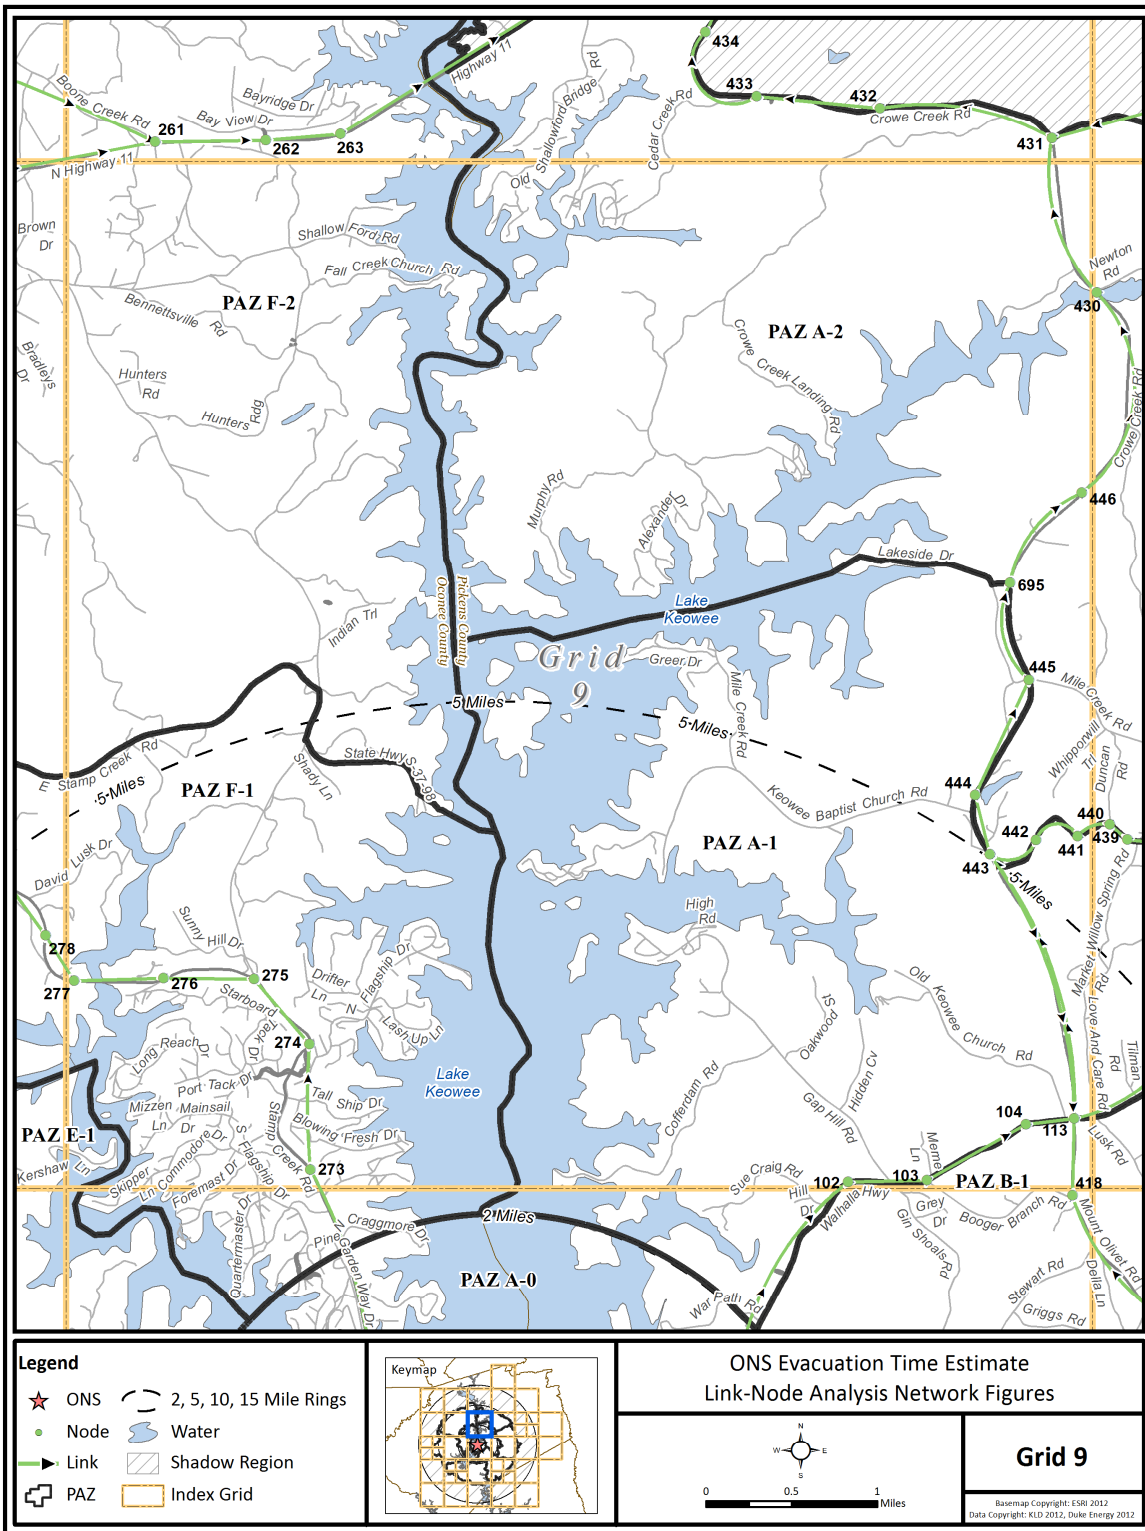 434
Highway 11
Boone Creek Rd
Bayridge Dr
Bay View Dr
261
262
263
N Highway 11
Old Shallowford Bridge Rd
Cedar Creek Rd
433
432
Crowe Creek Rd
431
Brown
Dr
Shallow Ford Rd
Fall Creek Church Rd
Newton
Rd
430
PAZ F-2
Bennettsville Rd
PAZ A-2
Bradleys
Dr
Hunters
Rd
Hunters Rdg
Crowe Creek Landing Rd
Crowe Creek Rd
446
Murphy Rd
Alexander Dr
Lakeside Dr
695
Pickens County
Oconee County
Lake
Keowee
Indian Trl
Grid
9
Greer Dr
Mile Creek Rd
445
Mile Creek Rd
5 Miles
5 Miles
E Stamp Creek Rd
5 Miles
State Hwy S-37-98
Shady Ln
Whipporwill
Trl
Duncan
Rd
PAZ F-1
444
Keowee Baptist Church Rd
440
442
441
439
PAZ A-1
443
5 Miles
David Lusk Dr
High
Rd
Sunny Hill Dr
278
277
276
275
Drifter
Ln
N Flagship Dr
Lash Up Ln
Starboard Tack Dr
Market Willow Spring Rd
Old Keowee Church Rd
Oakwood St
274
Long Reach Dr
Port Tack Dr
Lake
Keowee
Love And Care Rd
Tilman
Rd
Hidden Cv
Cofferdam Rd
Gap Hill Rd
Tall Ship Dr
Mizzen
Ln
Mainsail
Dr
Blowing Fresh Dr
Stamp Creek Rd
PAZ E-1
Kershaw Ln
Skipper Ln
Commodore Dr
Foremast Dr
S Flagship Dr
273
104
113
Lusk Rd
Meme
Ln
Sue Craig Rd
102
103
PAZ B-1
418
Hill
Dr
Walhalla Hwy
Grey
Dr
Booger Branch Rd
Gin Shoals Rd
Mount Olivet Rd
Quartermaster Dr
2 Miles
Craggmore Dr
Pine
N Garden Way Dr
PAZ A-0
War Path Rd
Stewart Rd
Griggs Rd
Della Ln
Legend
ONS
2, 5, 10, 15 Mile Rings
Node
Water
Link
Shadow Region
PAZ
Index Grid
Keymap
ONS Evacuation Time Estimate
Link-Node Analysis Network Figures
N
W
E
S
0
0.5
1
Miles
Grid 9
Basemap Copyright: ESRI 2012
Data Copyright: KLD 2012, Duke Energy 2012